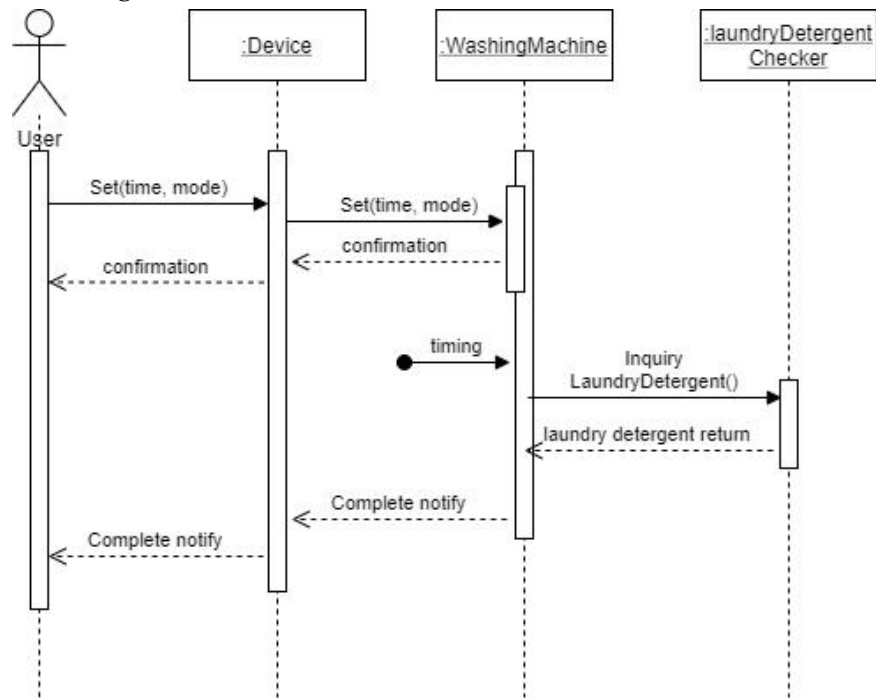 :Device
:WashingMachine
:laundryDetergent
Checker
User
Set(time, mode)
Set(time, mode)
confirmation
confirmation
timing
Inquiry
LaundryDetergent()
laundry detergent return
Complete notify
Complete notify